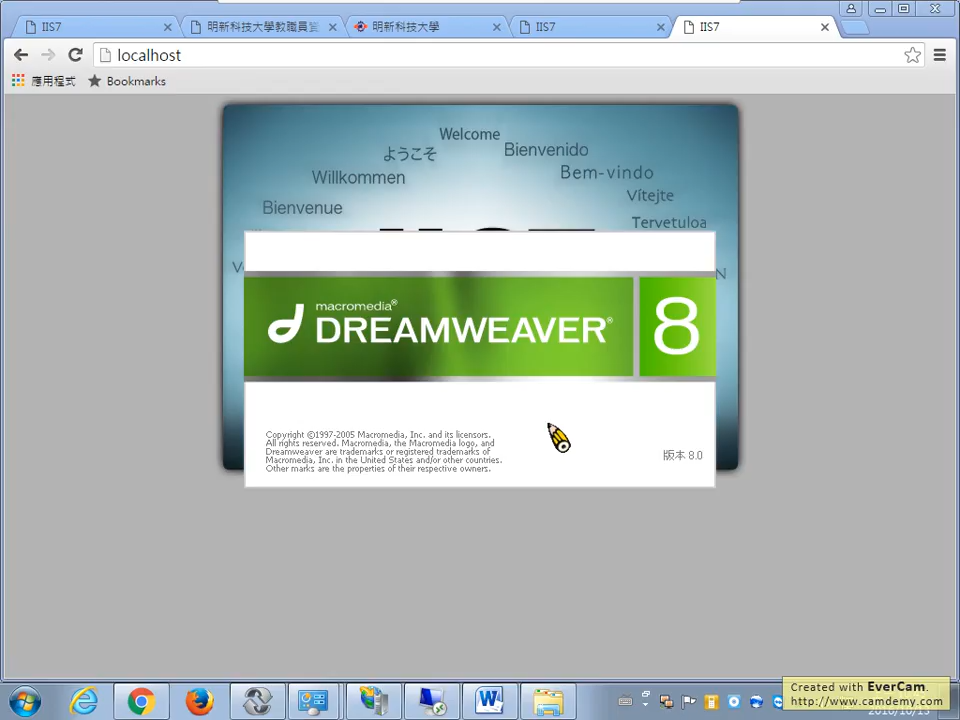 IIS7
明新科技大學教職員
明新科技大學
IIS7
IIS7
localhost
應用程式
Bookmarks
Welcome
ようこそ
Bienvenido
Willkommen
Bem-vindo
Vítejte
Bienvenue
Tervetuloa
macromedia®
DREAMWEAVER®
8
Copyright ©1997-2005 Macromedia, Inc. and its licensors.
All rights reserved. Macromedia, the Macromedia logo, and
Dreamweaver are trademarks or registered trademarks of
Macromedia, Inc. in the United States and/or other countries.
Other marks are the properties of their respective owners.
版本 8.0
Created with EverCam.
http://www.camdemy.com